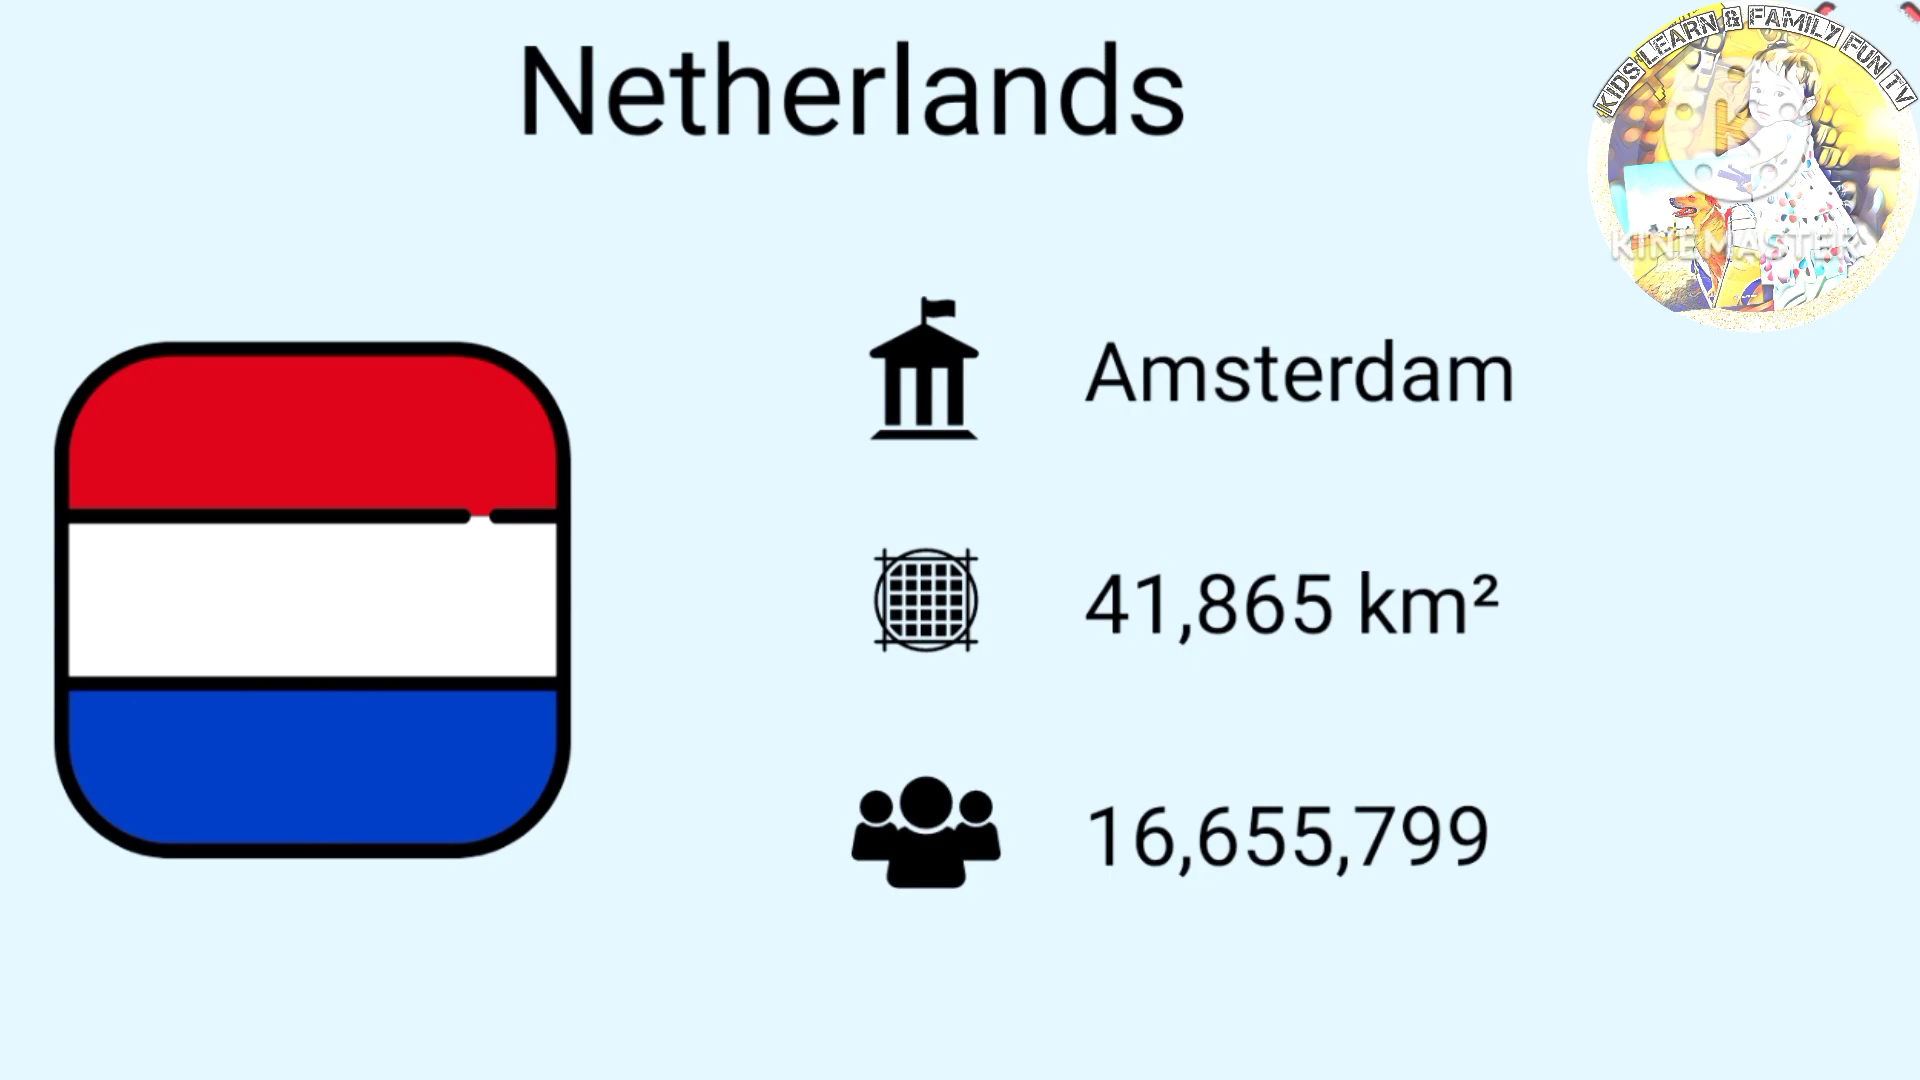 Netherlands
KIDS LEARN & FAMILY FUN TV
KINEMASTER
Amsterdam
41,865 km²
16,655,799